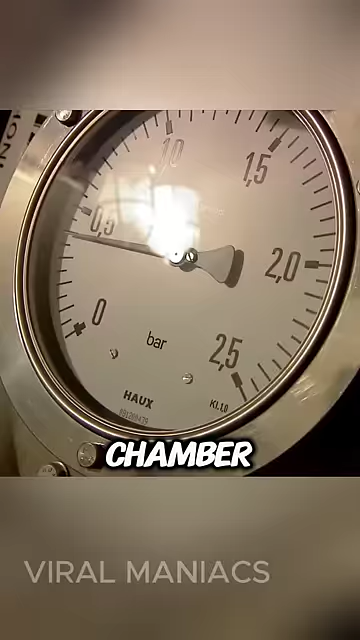 1,0
1,5
0,5
2,0
0
bar
2,5
HAUX
KL.1,0
CHAMBER
VIRAL MANIACS